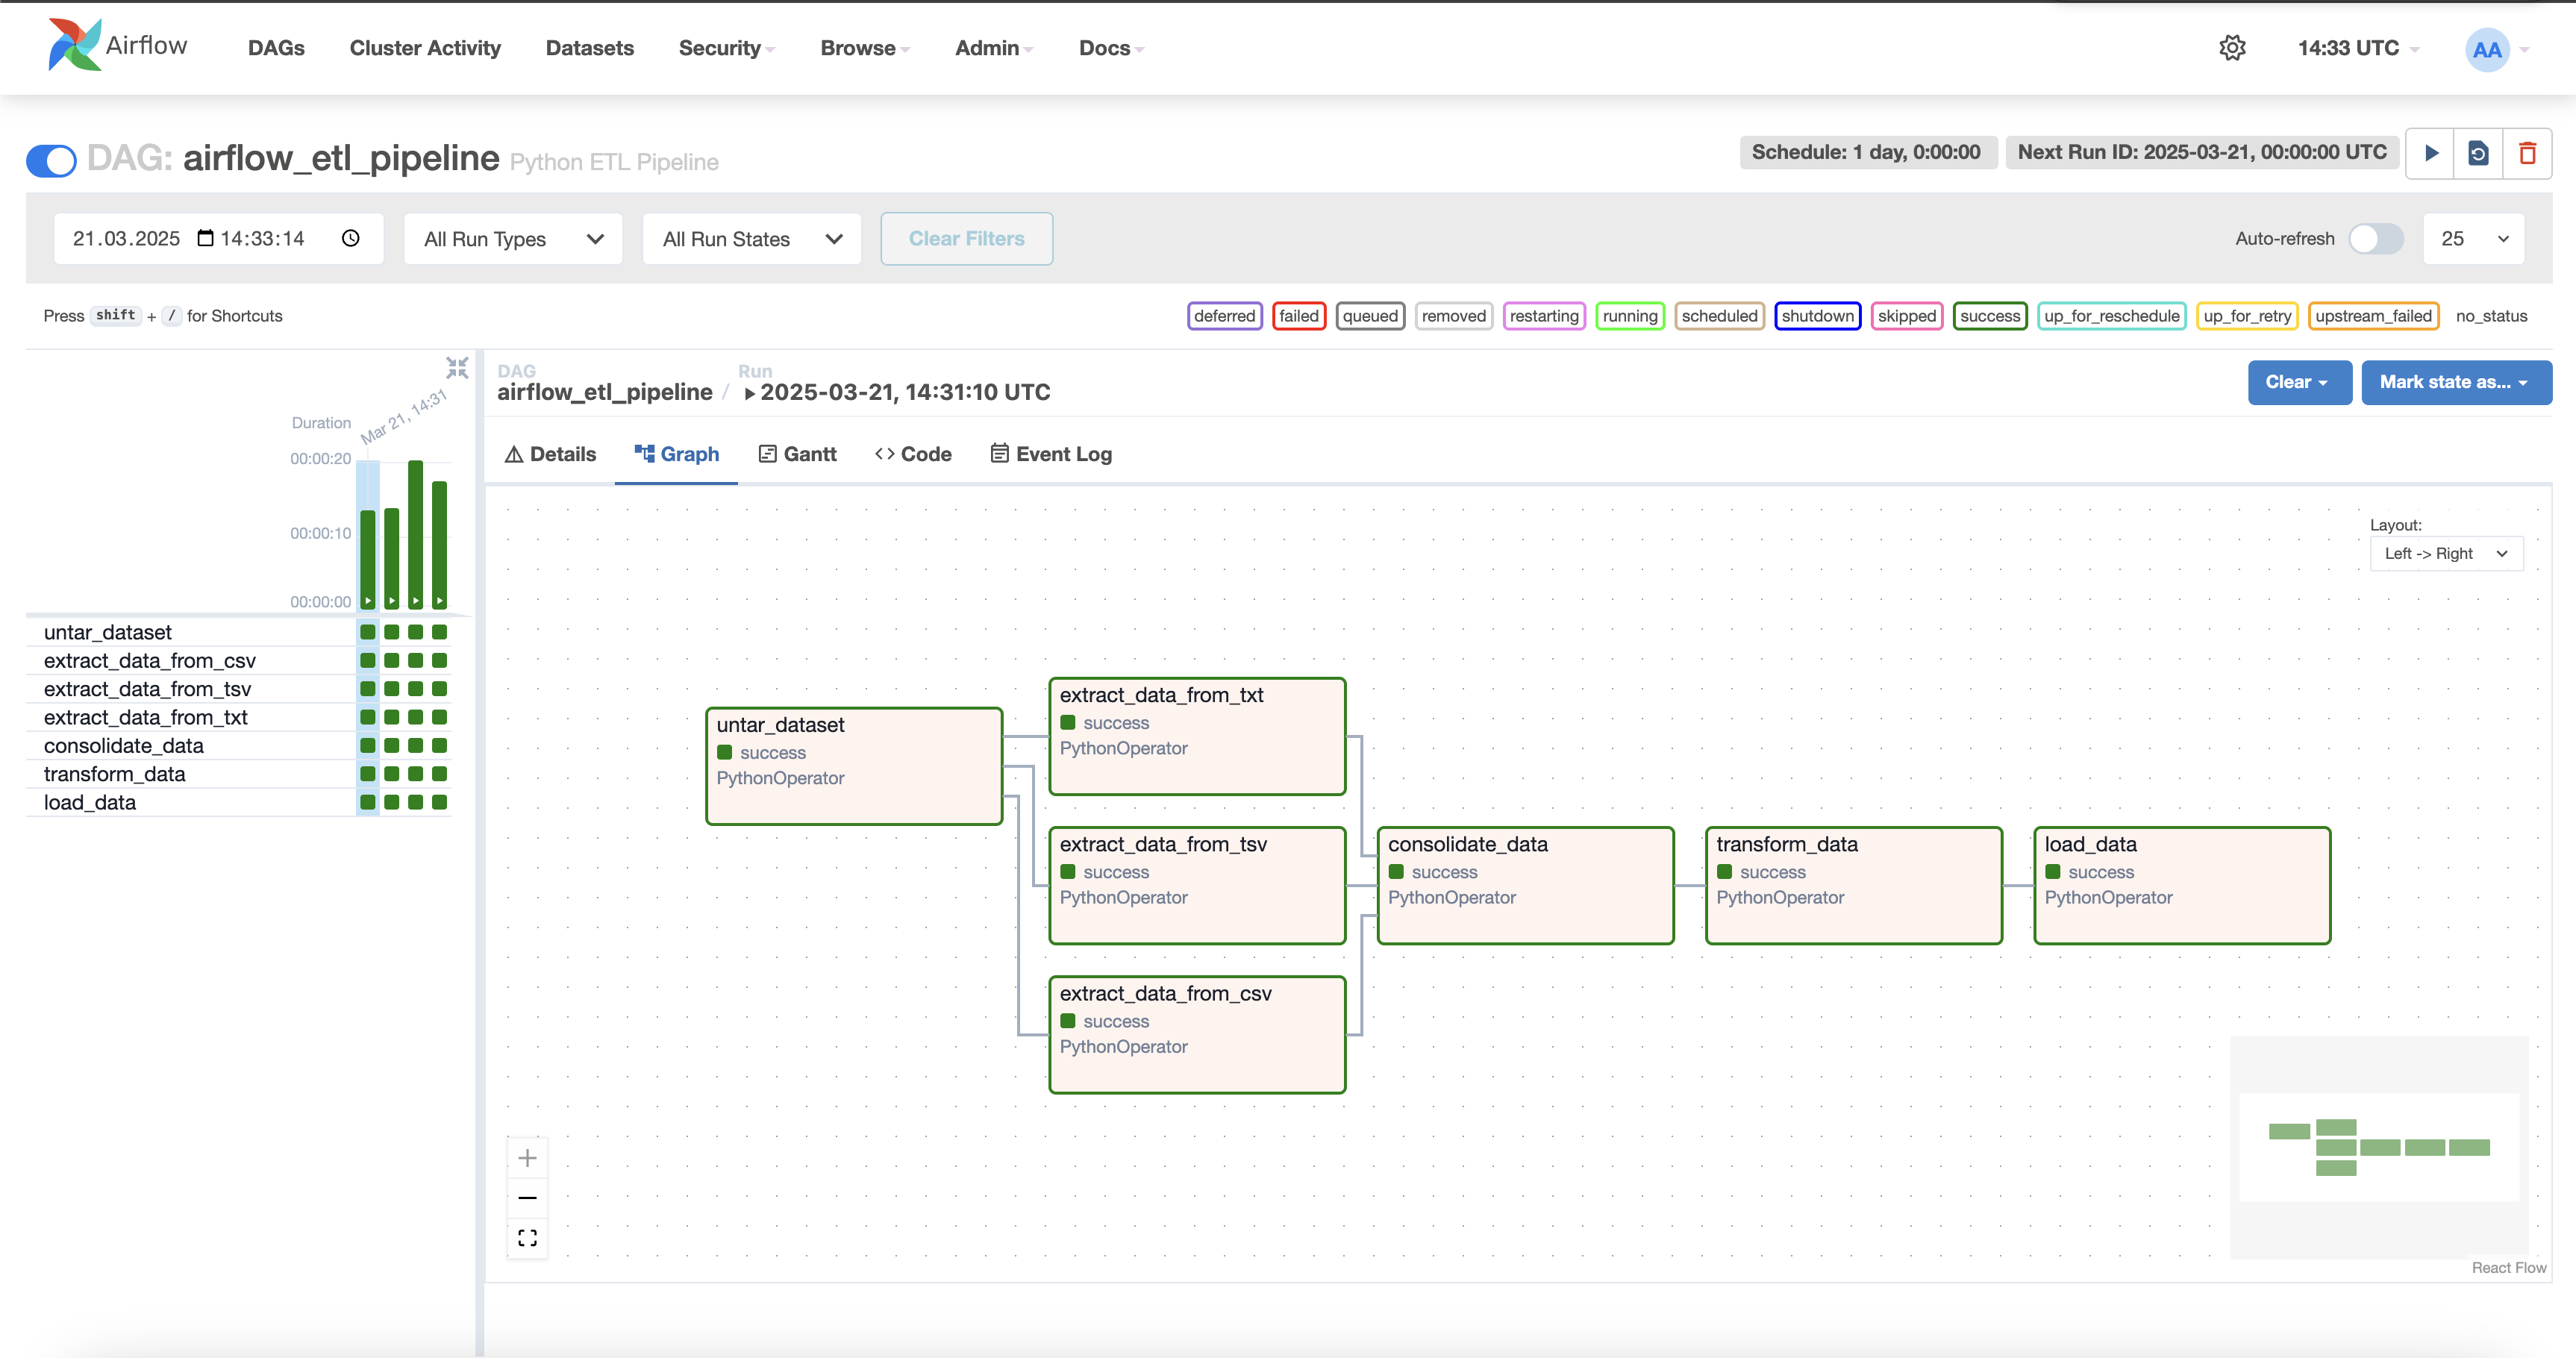 Airflow DAGs Cluster Activity Datasets Security Browse Admin Docs 14:33 UTC AA
DAG: airflow_etl_pipeline Python ETL Pipeline Schedule: 1 day, 0:00:00 Next Run ID: 2025-03-21, 00:00:00 UTC
21.03.2025 14:33:14 All Run Types All Run States Clear Filters Auto-refresh 25
Press shift + / for Shortcuts deferred failed queued removed restarting running scheduled shutdown skipped success up_for_reschedule up_for_retry upstream_failed no_status
DAG Run
airflow_etl_pipeline / 2025-03-21, 14:31:10 UTC Clear Mark state as...
Details Graph Gantt Code Event Log
Mar 21, 14:31
Duration
00:00:20
00:00:10
00:00:00
untar_dataset
extract_data_from_csv
extract_data_from_tsv
extract_data_from_txt
consolidate_data
transform_data
load_data
Layout:
Left -> Right
untar_dataset
success
PythonOperator
extract_data_from_txt
success
PythonOperator
extract_data_from_tsv
success
PythonOperator
extract_data_from_csv
success
PythonOperator
consolidate_data
success
PythonOperator
transform_data
success
PythonOperator
load_data
success
PythonOperator
React Flow